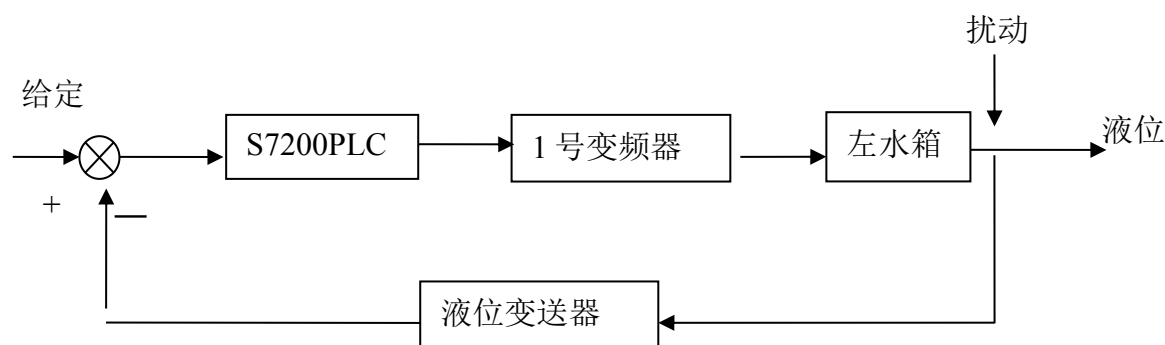 扰动
给定
S7200PLC
1 号变频器
左水箱
液位
+
—
液位变送器